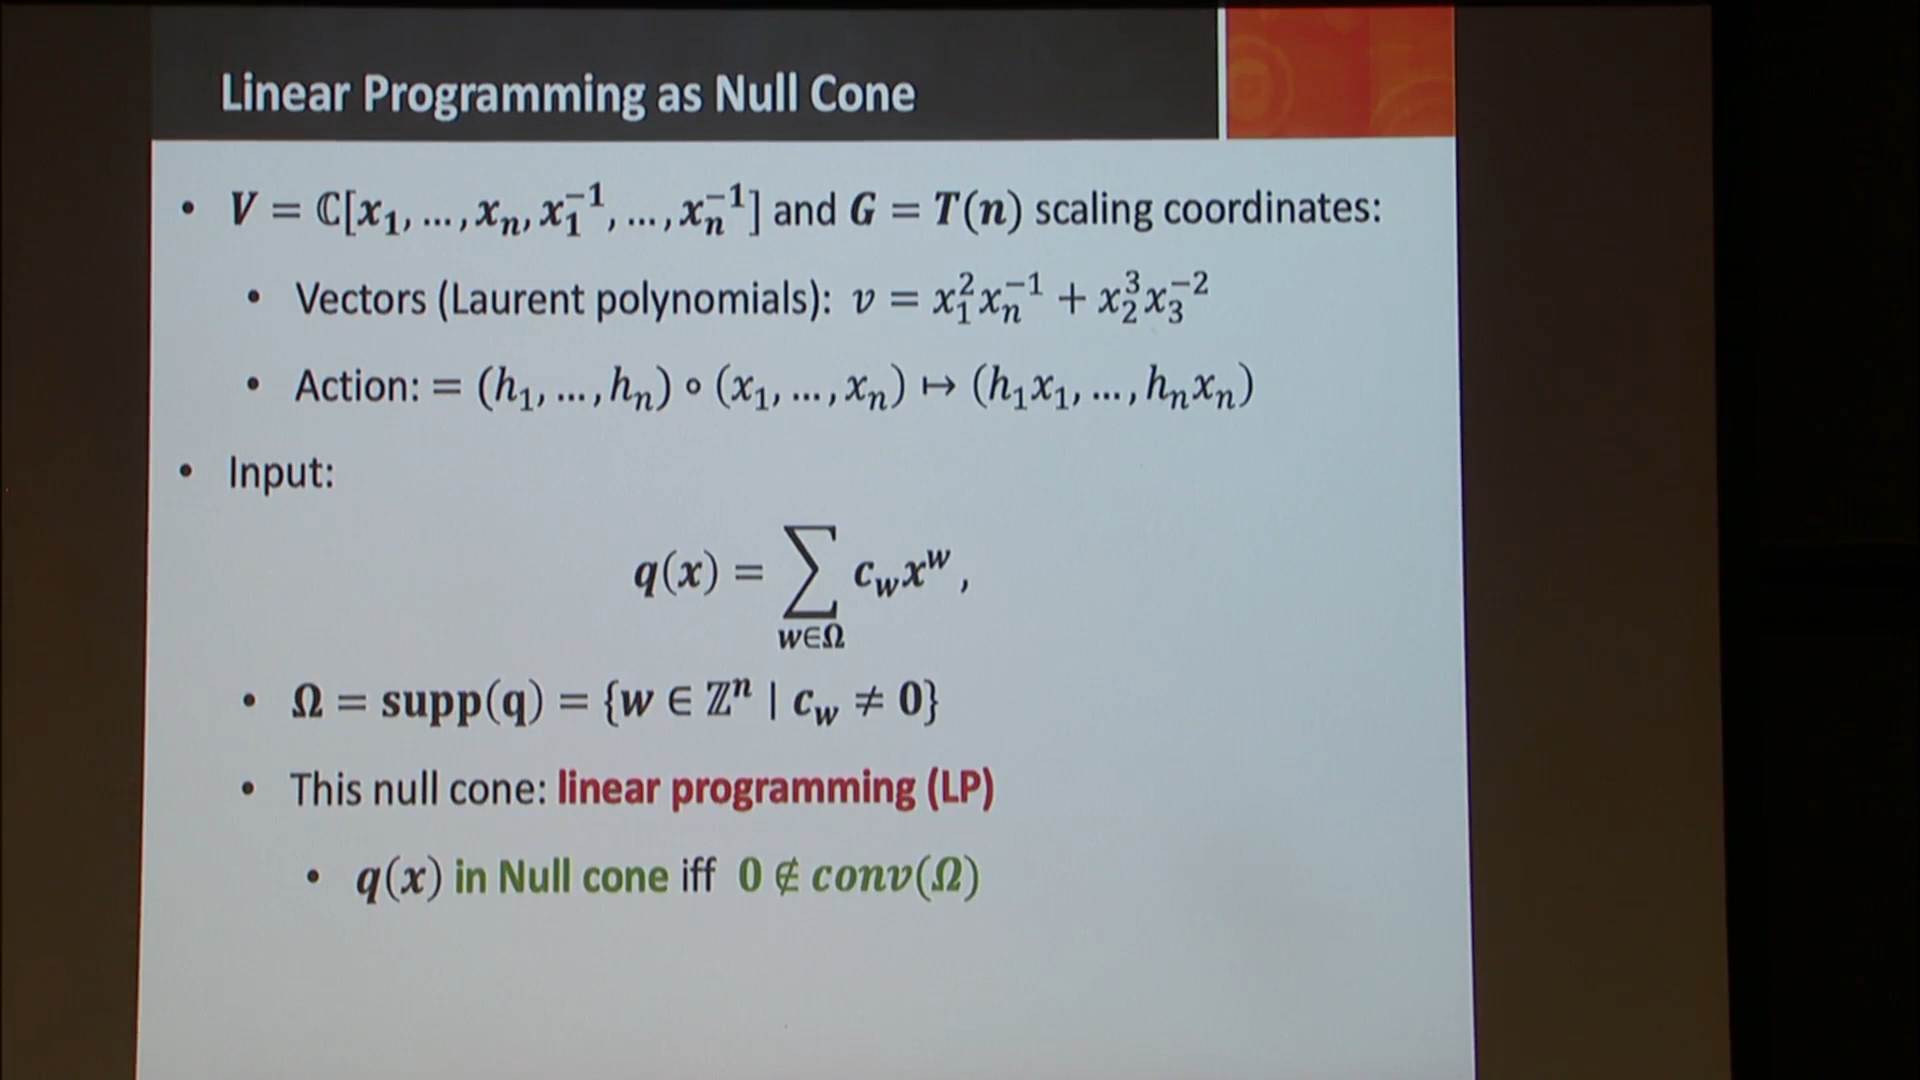 Linear Programming as Null Cone
• V = ℂ[x₁, …, xₙ, x₁⁻¹, …, xₙ⁻¹] and G = T(n) scaling coordinates:
• Vectors (Laurent polynomials): v = x₁²xₙ⁻¹ + x₂³x₃⁻²
• Action: = (h₁, …, hₙ) ∘ (x₁, …, xₙ) ↦ (h₁x₁, …, hₙxₙ)
• Input:
q(x) = ∑_{w∈Ω} c_w x^w ,
• Ω = supp(q) = {w ∈ ℤⁿ | c_w ≠ 0}
• This null cone: linear programming (LP)
• q(x) in Null cone iff 0 ∉ conv(Ω)